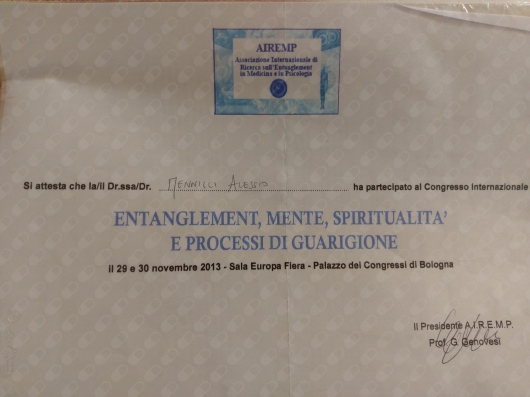 AIREMP
Associazione Internazionale di
Ricerca sull'Entanglement
in Medicina e in Psicologia
Si attesta che la/il Dr.ssa/Dr. Mennilli Alessio ha partecipato al Congresso Internazionale
ENTANGLEMENT, MENTE, SPIRITUALITA'
E PROCESSI DI GUARIGIONE
Il 29 e 30 novembre 2013 - Sala Europa Fiera - Palazzo dei Congressi di Bologna
Il Presidente A.I.R.E.M.P.
Prof. G. Genovesi